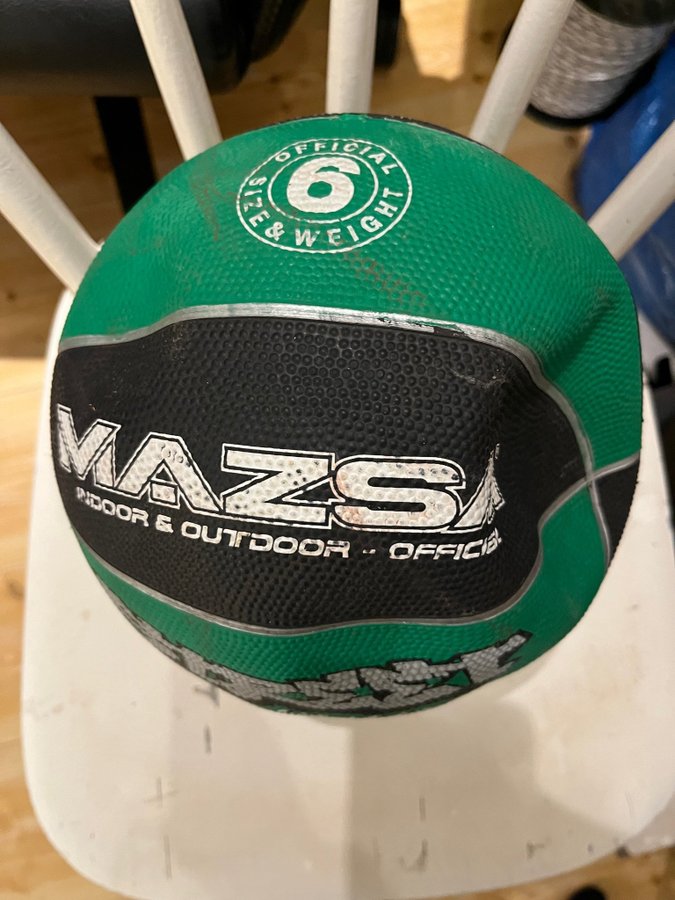 OFFICIAL
6
SIZE & WEIGHT
MAZSA
INDOOR & OUTDOOR - OFFICIAL